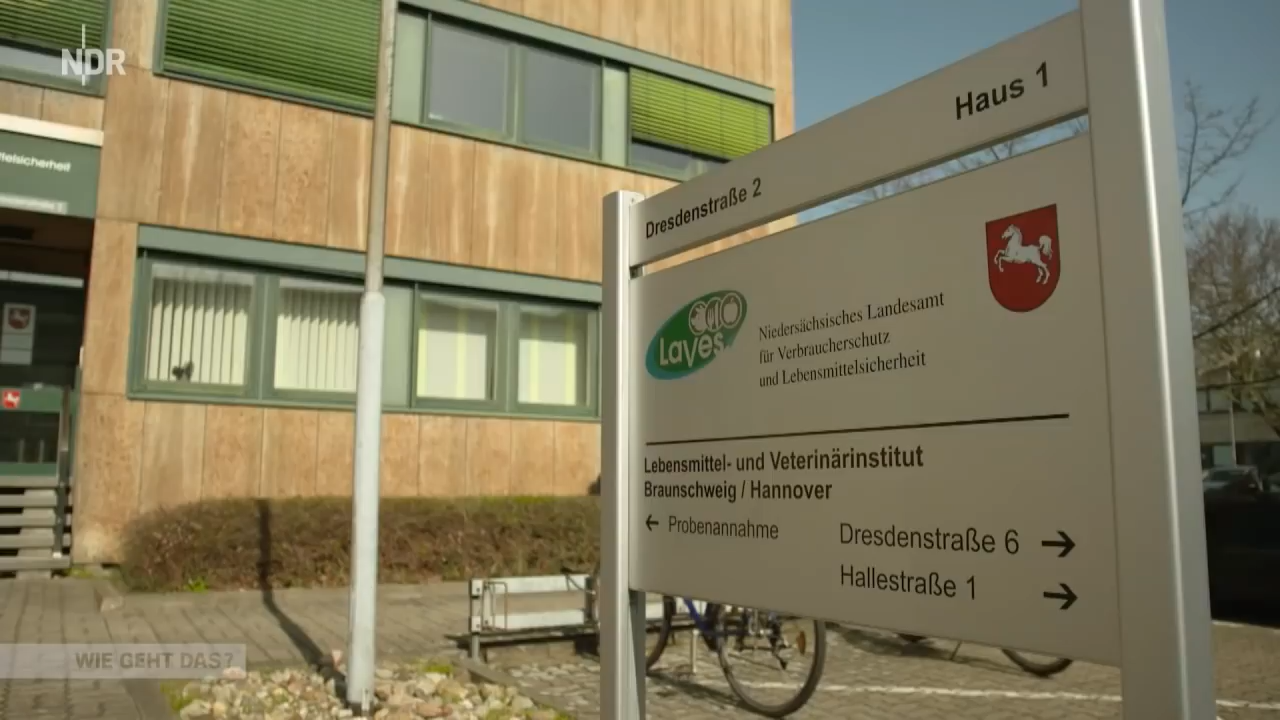 NDR
Haus 1
Dresdenstraße 2
Laves
Niedersächsisches Landesamt
für Verbraucherschutz
und Lebensmittelsicherheit
Lebensmittel- und Veterinärinstitut
Braunschweig / Hannover
← Probenannahme
Dresdenstraße 6 →
Hallestraße 1 →
WIE GEHT DAS?